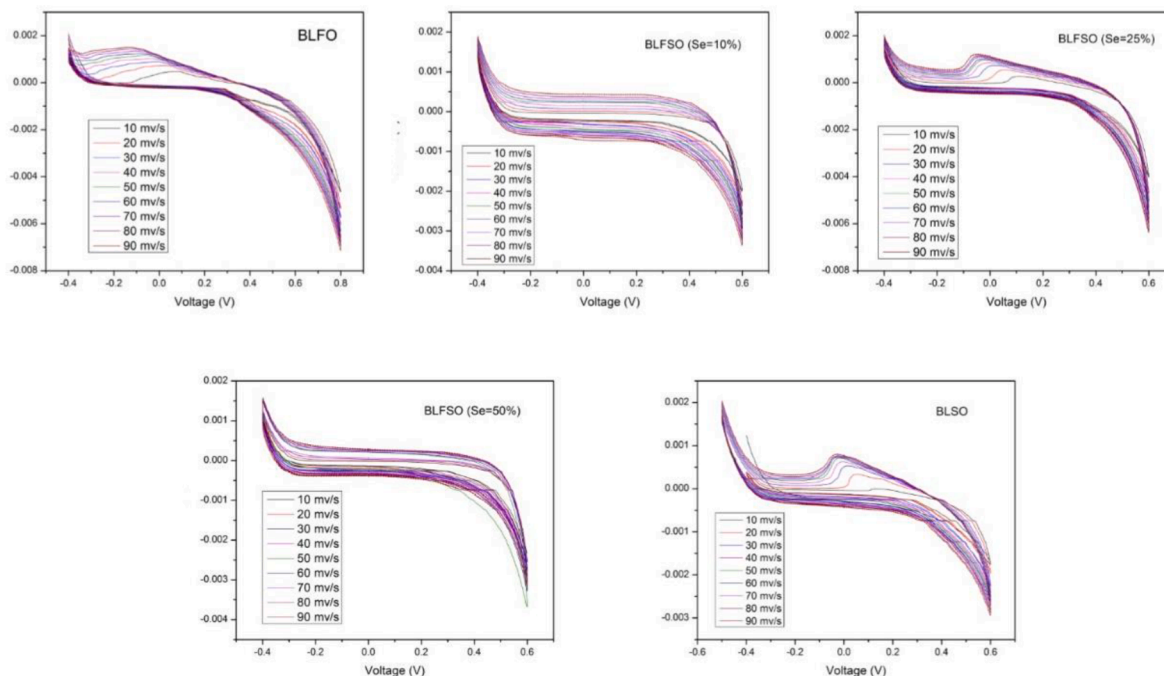 BLFO
0.002
0.000
-0.002
-0.004
-0.006
-0.008
10 mv/s
20 mv/s
30 mv/s
40 mv/s
50 mv/s
60 mv/s
70 mv/s
80 mv/s
90 mv/s
-0.4 -0.2 0.0 0.2 0.4 0.6 0.8
Voltage (V)
BLFSO (Se=10%)
0.002
0.001
0.000
-0.001
-0.002
-0.003
-0.004
10 mv/s
20 mv/s
30 mv/s
40 mv/s
50 mv/s
60 mv/s
70 mv/s
80 mv/s
90 mv/s
-0.4 -0.2 0.0 0.2 0.4 0.6
Voltage (V)
BLFSO (Se=25%)
0.002
0.000
-0.002
-0.004
-0.006
-0.008
10 mv/s
20 mv/s
30 mv/s
40 mv/s
50 mv/s
60 mv/s
70 mv/s
80 mv/s
90 mv/s
-0.4 -0.2 0.0 0.2 0.4 0.6
Voltage (V)
BLFSO (Se=50%)
0.002
0.001
0.000
-0.001
-0.002
-0.003
-0.004
10 mv/s
20 mv/s
30 mv/s
40 mv/s
50 mv/s
60 mv/s
70 mv/s
80 mv/s
90 mv/s
-0.4 -0.2 0.0 0.2 0.4 0.6
Voltage (V)
BLSO
0.002
0.001
0.000
-0.001
-0.002
-0.003
10 mv/s
20 mv/s
30 mv/s
40 mv/s
50 mv/s
60 mv/s
70 mv/s
80 mv/s
90 mv/s
-0.4 -0.2 0.0 0.2 0.4 0.6
Voltage (V)